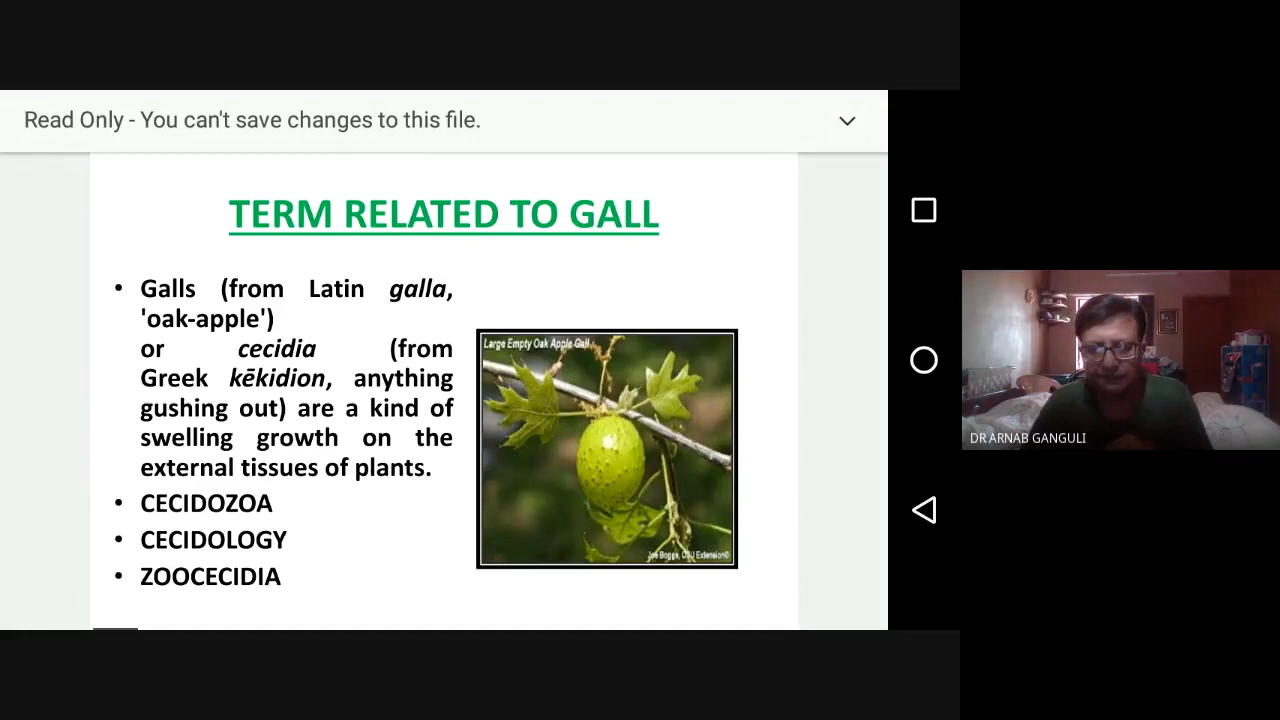 Read Only - You can't save changes to this file.
TERM RELATED TO GALL
• Galls (from Latin galla,
'oak-apple')
or cecidia (from
Greek kēkidion, anything
gushing out) are a kind of
swelling growth on the
external tissues of plants.
• CECIDOZOA
• CECIDOLOGY
• ZOOCECIDIA
Large Empty Oak Apple Gall
Joe Boggs, OSU Extension©
DR ARNAB GANGULI